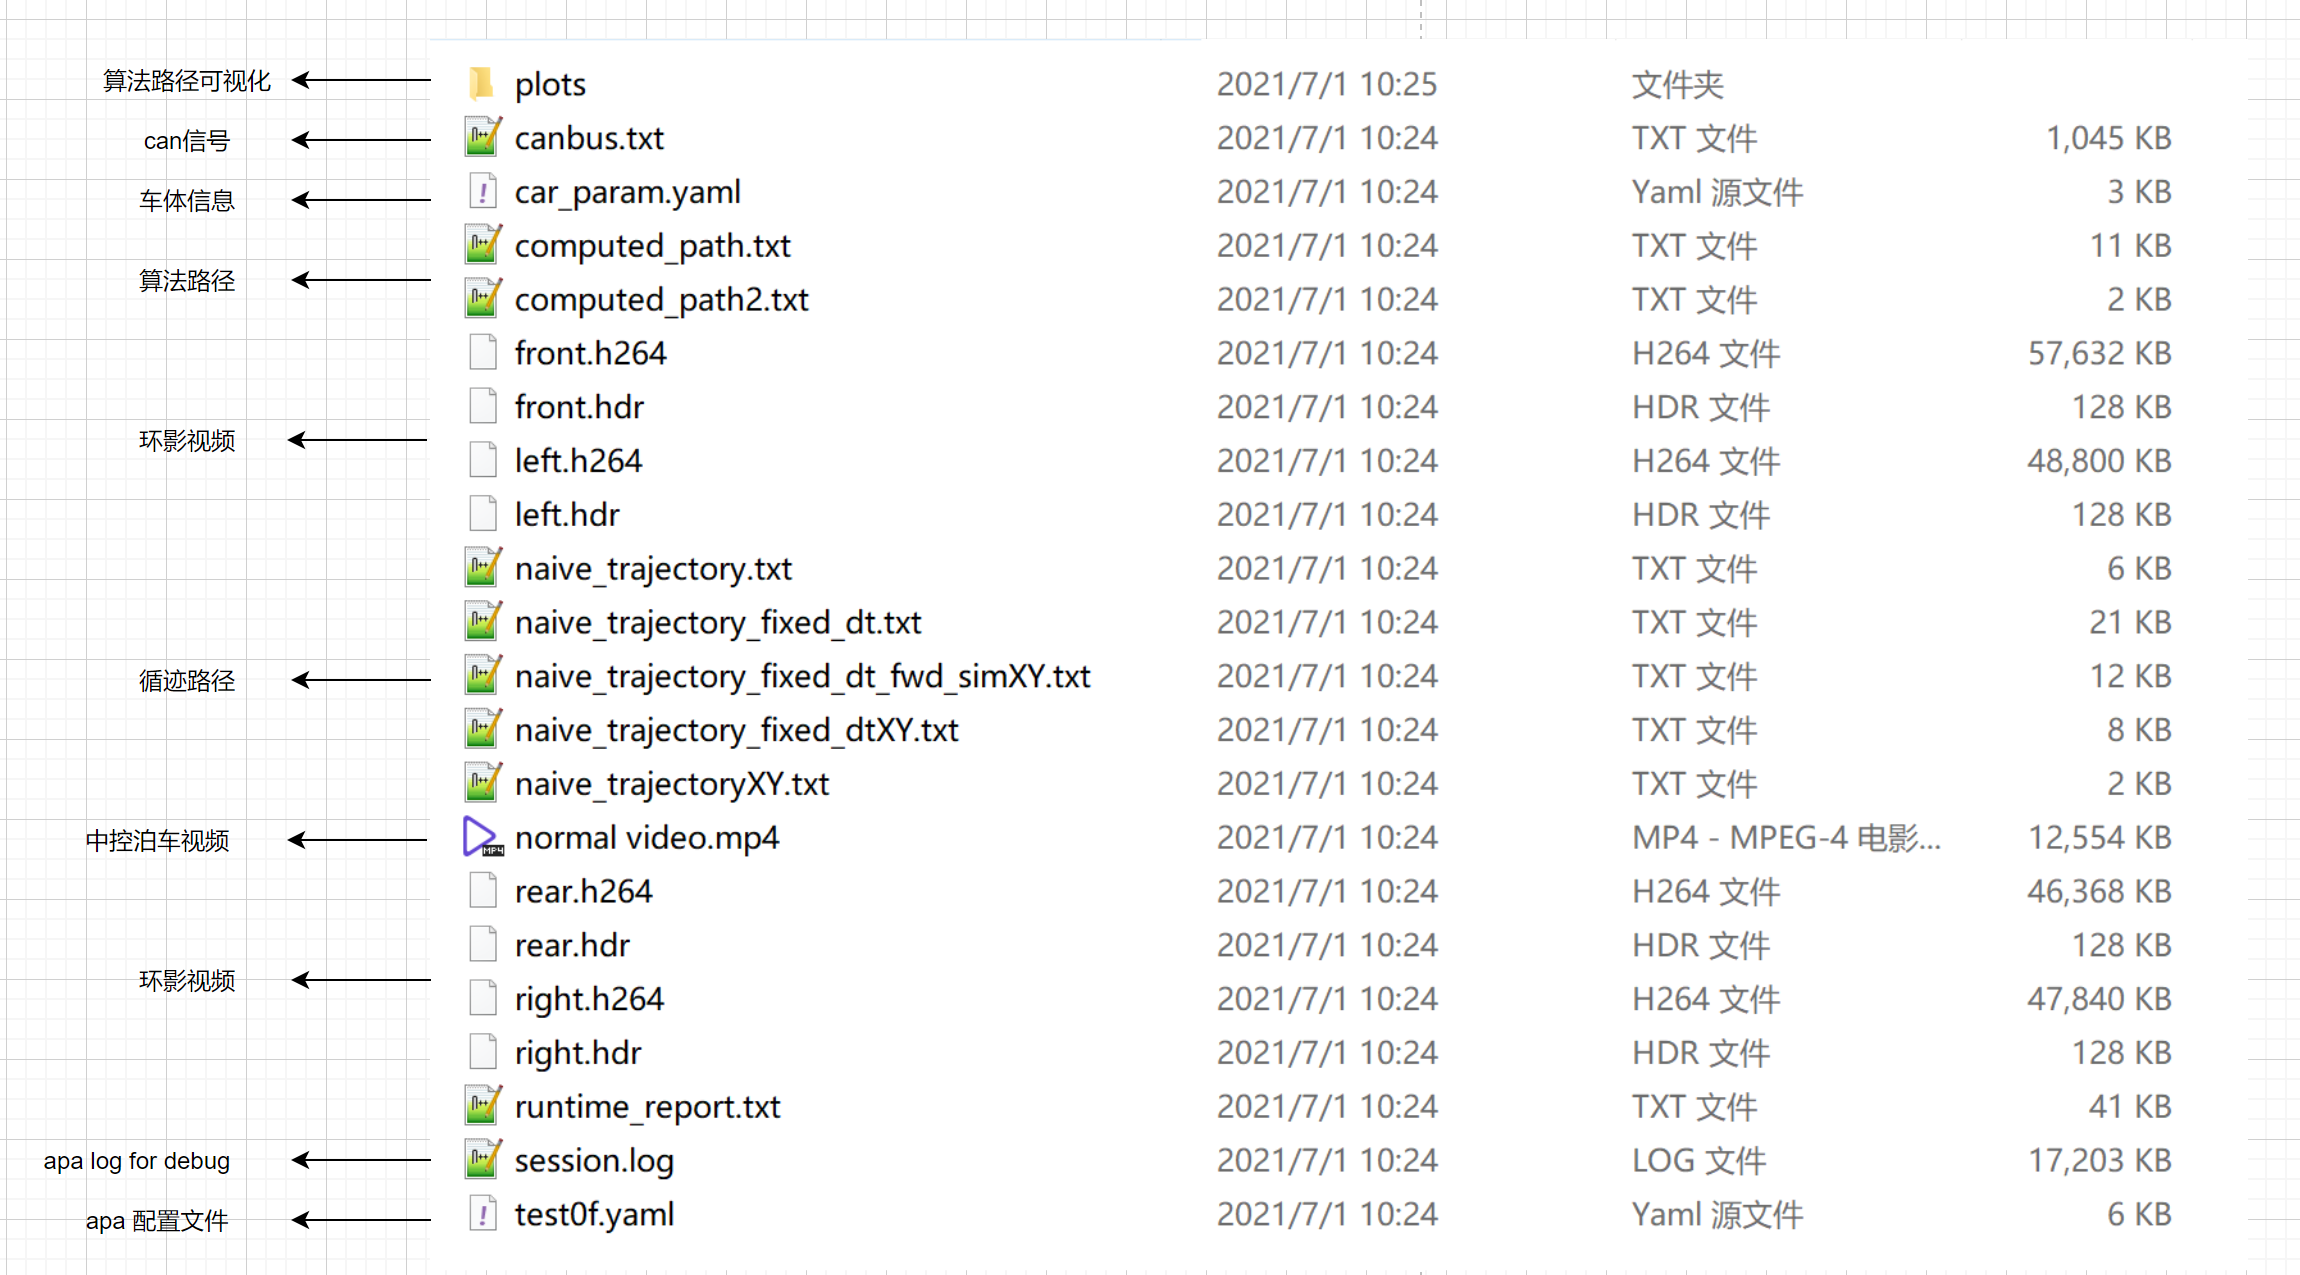 算法路径可视化 plots 2021/7/1 10:25 文件夹
can信号 canbus.txt 2021/7/1 10:24 TXT 文件 1,045 KB
车体信息 car_param.yaml 2021/7/1 10:24 Yaml 源文件 3 KB
computed_path.txt 2021/7/1 10:24 TXT 文件 11 KB
算法路径
computed_path2.txt 2021/7/1 10:24 TXT 文件 2 KB
front.h264 2021/7/1 10:24 H264 文件 57,632 KB
front.hdr 2021/7/1 10:24 HDR 文件 128 KB
环影视频
left.h264 2021/7/1 10:24 H264 文件 48,800 KB
left.hdr 2021/7/1 10:24 HDR 文件 128 KB
naive_trajectory.txt 2021/7/1 10:24 TXT 文件 6 KB
naive_trajectory_fixed_dt.txt 2021/7/1 10:24 TXT 文件 21 KB
循迹路径 naive_trajectory_fixed_dt_fwd_simXY.txt 2021/7/1 10:24 TXT 文件 12 KB
naive_trajectory_fixed_dtXY.txt 2021/7/1 10:24 TXT 文件 8 KB
naive_trajectoryXY.txt 2021/7/1 10:24 TXT 文件 2 KB
中控泊车视频 normal video.mp4 2021/7/1 10:24 MP4 - MPEG-4 电影... 12,554 KB
rear.h264 2021/7/1 10:24 H264 文件 46,368 KB
rear.hdr 2021/7/1 10:24 HDR 文件 128 KB
环影视频
right.h264 2021/7/1 10:24 H264 文件 47,840 KB
right.hdr 2021/7/1 10:24 HDR 文件 128 KB
runtime_report.txt 2021/7/1 10:24 TXT 文件 41 KB
apa log for debug session.log 2021/7/1 10:24 LOG 文件 17,203 KB
apa 配置文件 test0f.yaml 2021/7/1 10:24 Yaml 源文件 6 KB